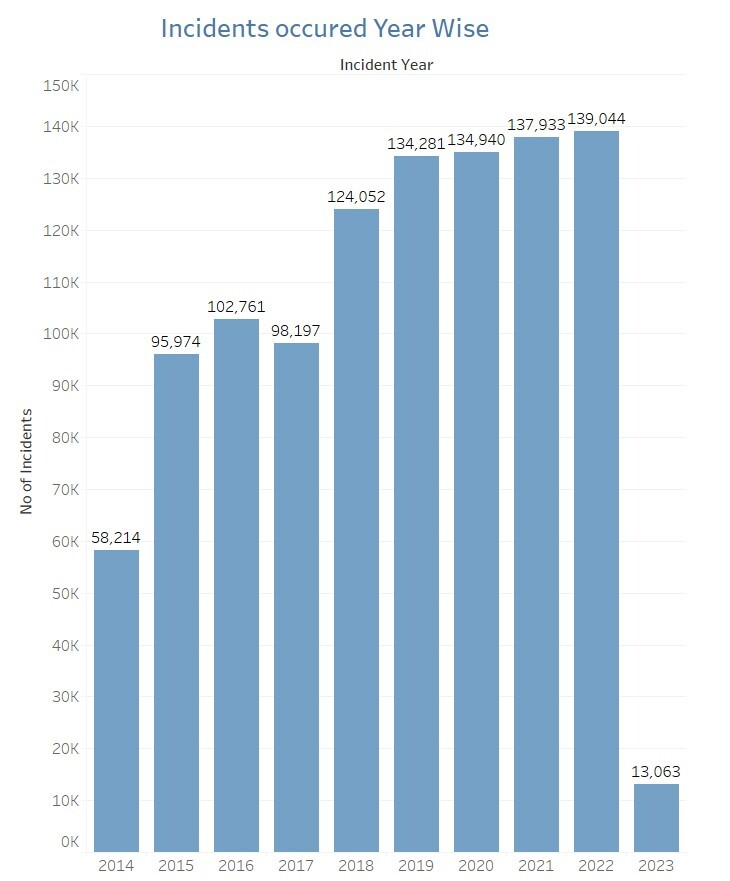 Incidents occured Year Wise
Incident Year
150K
140K
130K
120K
110K
100K
90K
80K
70K
60K
50K
40K
30K
20K
10K
0K
No of Incidents
58,214
95,974
102,761
98,197
124,052
134,281
134,940
137,933
139,044
13,063
2014 2015 2016 2017 2018 2019 2020 2021 2022 2023